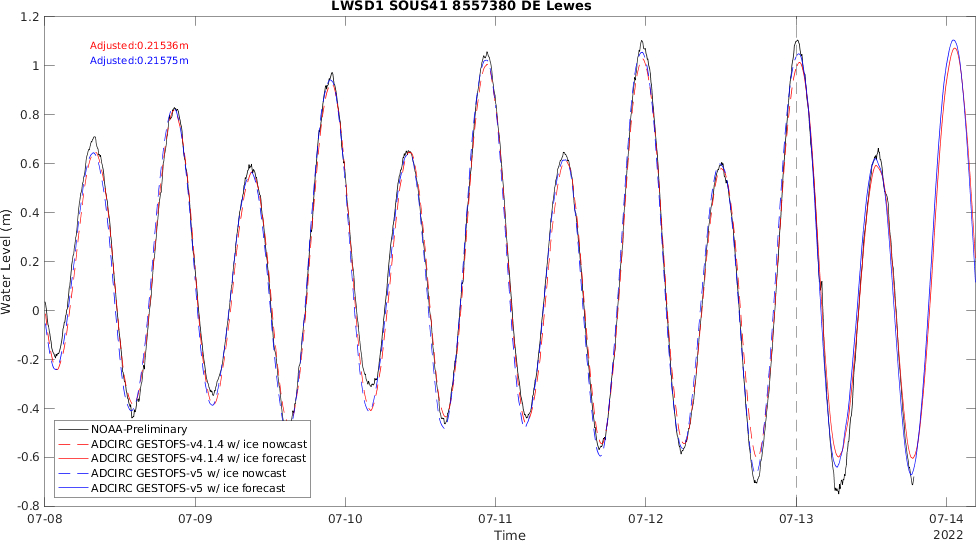 LWSD1 SOUS41 8557380 DE Lewes
1.2
1
0.8
0.6
0.4
0.2
0
-0.2
-0.4
-0.6
-0.8
Water Level (m)
Adjusted:0.21536m
Adjusted:0.21575m
NOAA-Preliminary
ADCIRC GESTOFS-v4.1.4 w/ ice nowcast
ADCIRC GESTOFS-v4.1.4 w/ ice forecast
ADCIRC GESTOFS-v5 w/ ice nowcast
ADCIRC GESTOFS-v5 w/ ice forecast
07-08 07-09 07-10 07-11 07-12 07-13 07-14
Time
2022